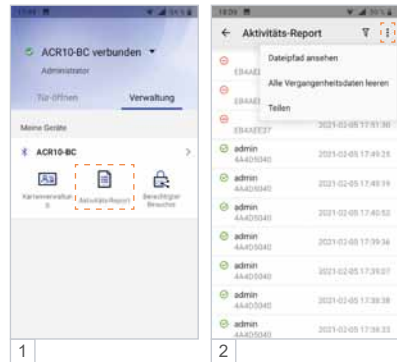 ACR10-BC verbunden
Administrator
Tür-öffnen
Verwaltung
Meine Geräte
ACR10-BC
Aktivitäts-Report
Berechtigter
Besucher
1
18:09
Aktivitäts-Report
Dateipfad ansehen
Alle Vergangenheitsdaten leeren
Teilen
EB4AEE27
2021-02-05 17:51:30
admin
4A4D5040
2021-02-05 17:49:25
admin
4A4D5040
2021-02-05 17:49:19
admin
4A4D5040
2021-02-05 17:40:52
admin
4A4D5040
2021-02-05 17:39:36
admin
4A4D5040
2021-02-05 17:39:07
admin
4A4D5040
2021-02-05 17:38:38
admin
4A4D5040
2021-02-05 17:38:33
2